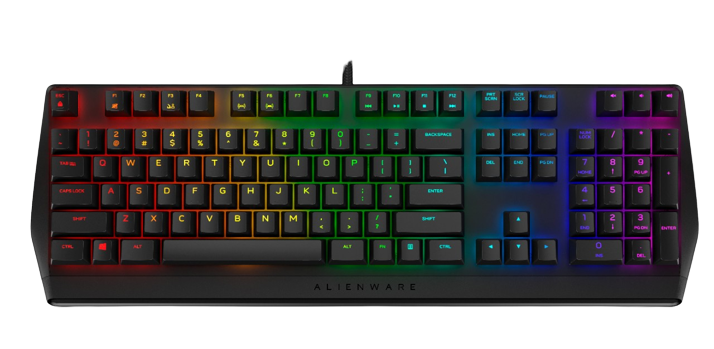 ESC F1 F2 F3 F4 F5 F6 F7 F8 F9 F10 F11 F12 PRT SCRN SCR LOCK PAUSE
! @ # $ % ^ & * ( ) _ +
1 2 3 4 5 6 7 8 9 0 - = BACKSPACE INS HOME PG UP NUM LOCK / * -
TAB Q W E R T Y U I O P [ ] \ DEL END PG DN 7 HOME 8 9 PG UP +
CAPS LOCK A S D F G H J K L ; ' ENTER 4 5 6
SHIFT Z X C V B N M < , > . ? / SHIFT 1 END 2 3 PG DN ENTER
CTRL ALT ALT FN CTRL 0 INS . DEL
ALIENWARE